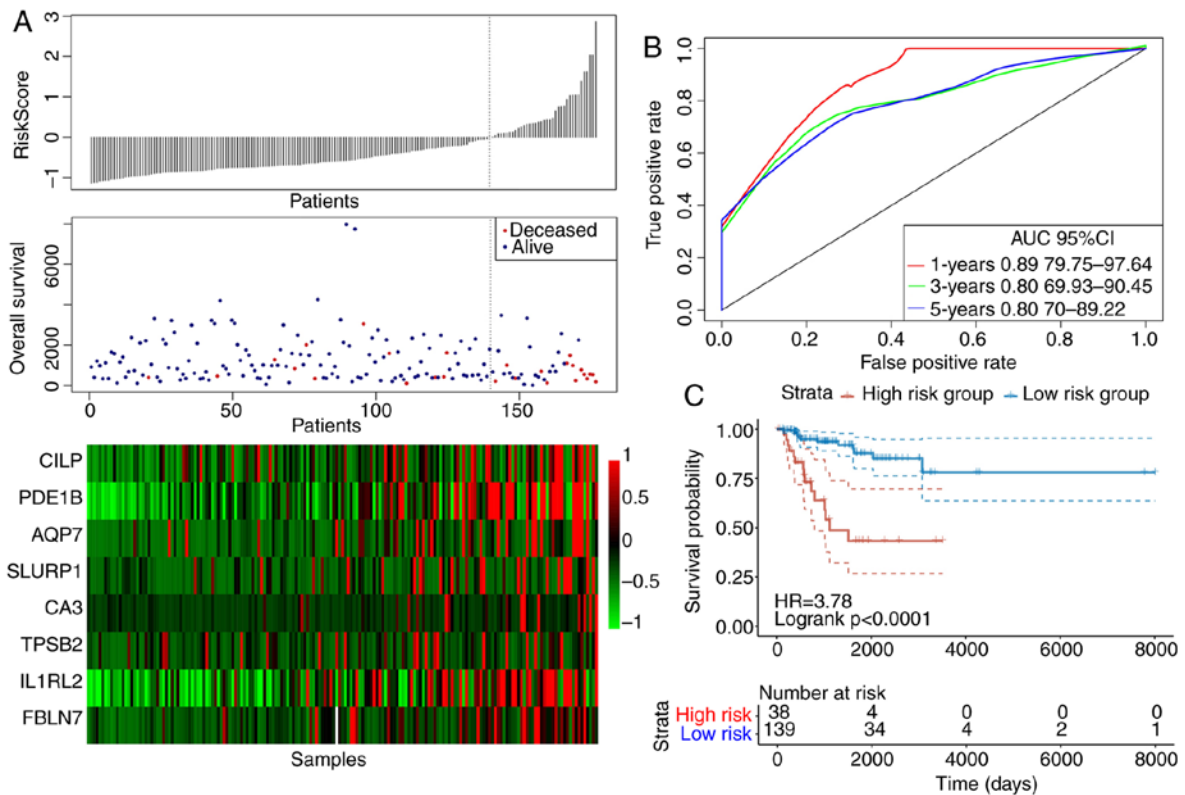 A
RiskScore
3
2
1
0
−1
Patients
Overall survival
6000
2000
0
Deceased
Alive
0 50 100 150
Patients
CILP
PDE1B
AQP7
SLURP1
CA3
TPSB2
IL1RL2
FBLN7
1
0.5
0
−0.5
−1
Samples
B
True positive rate
1.0
0.8
0.6
0.4
0.2
0.0
AUC 95%CI
1-years 0.89 79.75–97.64
3-years 0.80 69.93–90.45
5-years 0.80 70–89.22
0.0 0.2 0.4 0.6 0.8 1.0
False positive rate
C
Strata High risk group Low risk group
Survival probability
1.00
0.75
0.50
0.25
0.00
HR=3.78
Logrank p<0.0001
0 2000 4000 6000 8000
Number at risk
Strata
High risk 38 4 0 0 0
Low risk 139 34 4 2 1
0 2000 4000 6000 8000
Time (days)